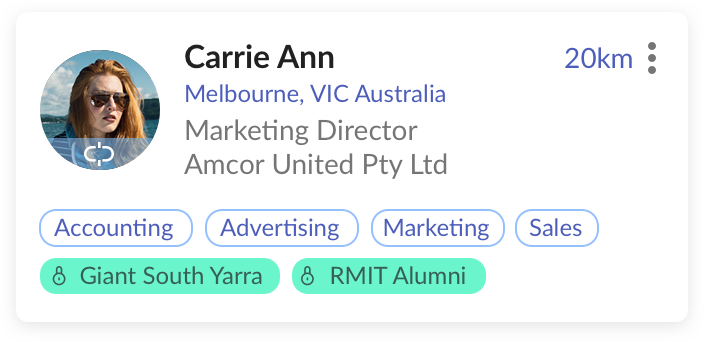 Carrie Ann
20km
Melbourne, VIC Australia
Marketing Director
Amcor United Pty Ltd
Accounting Advertising Marketing Sales
Giant South Yarra RMIT Alumni